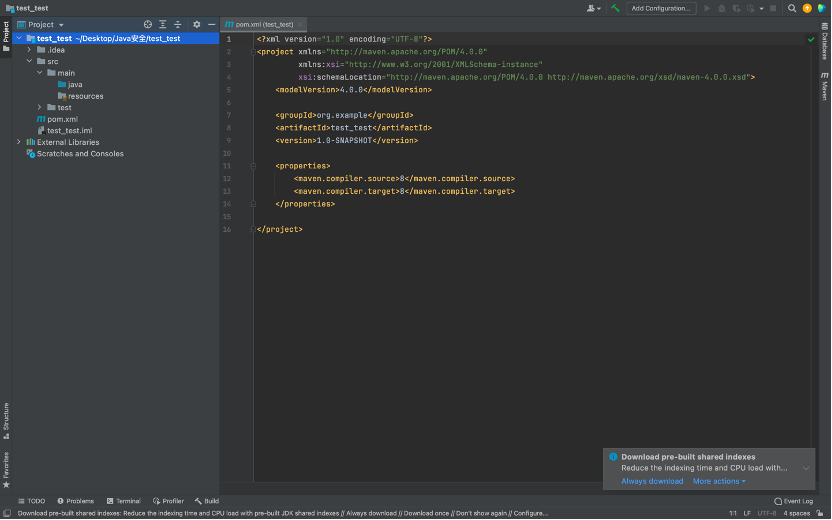 test_test
Add Configuration...
Project
test_test ~/Desktop/Java安全/test_test
.idea
src
main
java
resources
test
pom.xml
test_test.iml
External Libraries
Scratches and Consoles
pom.xml (test_test)
1 <?xml version="1.0" encoding="UTF-8"?>
2 <project xmlns="http://maven.apache.org/POM/4.0.0"
3 xmlns:xsi="http://www.w3.org/2001/XMLSchema-instance"
4 xsi:schemaLocation="http://maven.apache.org/POM/4.0.0 http://maven.apache.org/xsd/maven-4.0.0.xsd">
5 <modelVersion>4.0.0</modelVersion>
6
7 <groupId>org.example</groupId>
8 <artifactId>test_test</artifactId>
9 <version>1.0-SNAPSHOT</version>
10
11 <properties>
12 <maven.compiler.source>8</maven.compiler.source>
13 <maven.compiler.target>8</maven.compiler.target>
14 </properties>
15
16 </project>
Project
Structure
Favorites
Database
Maven
Download pre-built shared indexes
Reduce the indexing time and CPU load with...
Always download More actions
TODO Problems Terminal Profiler Build Event Log
Download pre-built shared indexes: Reduce the indexing time and CPU load with pre-built JDK shared indexes // Always download // Download once // Don't show again // Configure... 1:1 LF UTF-8 4 spaces